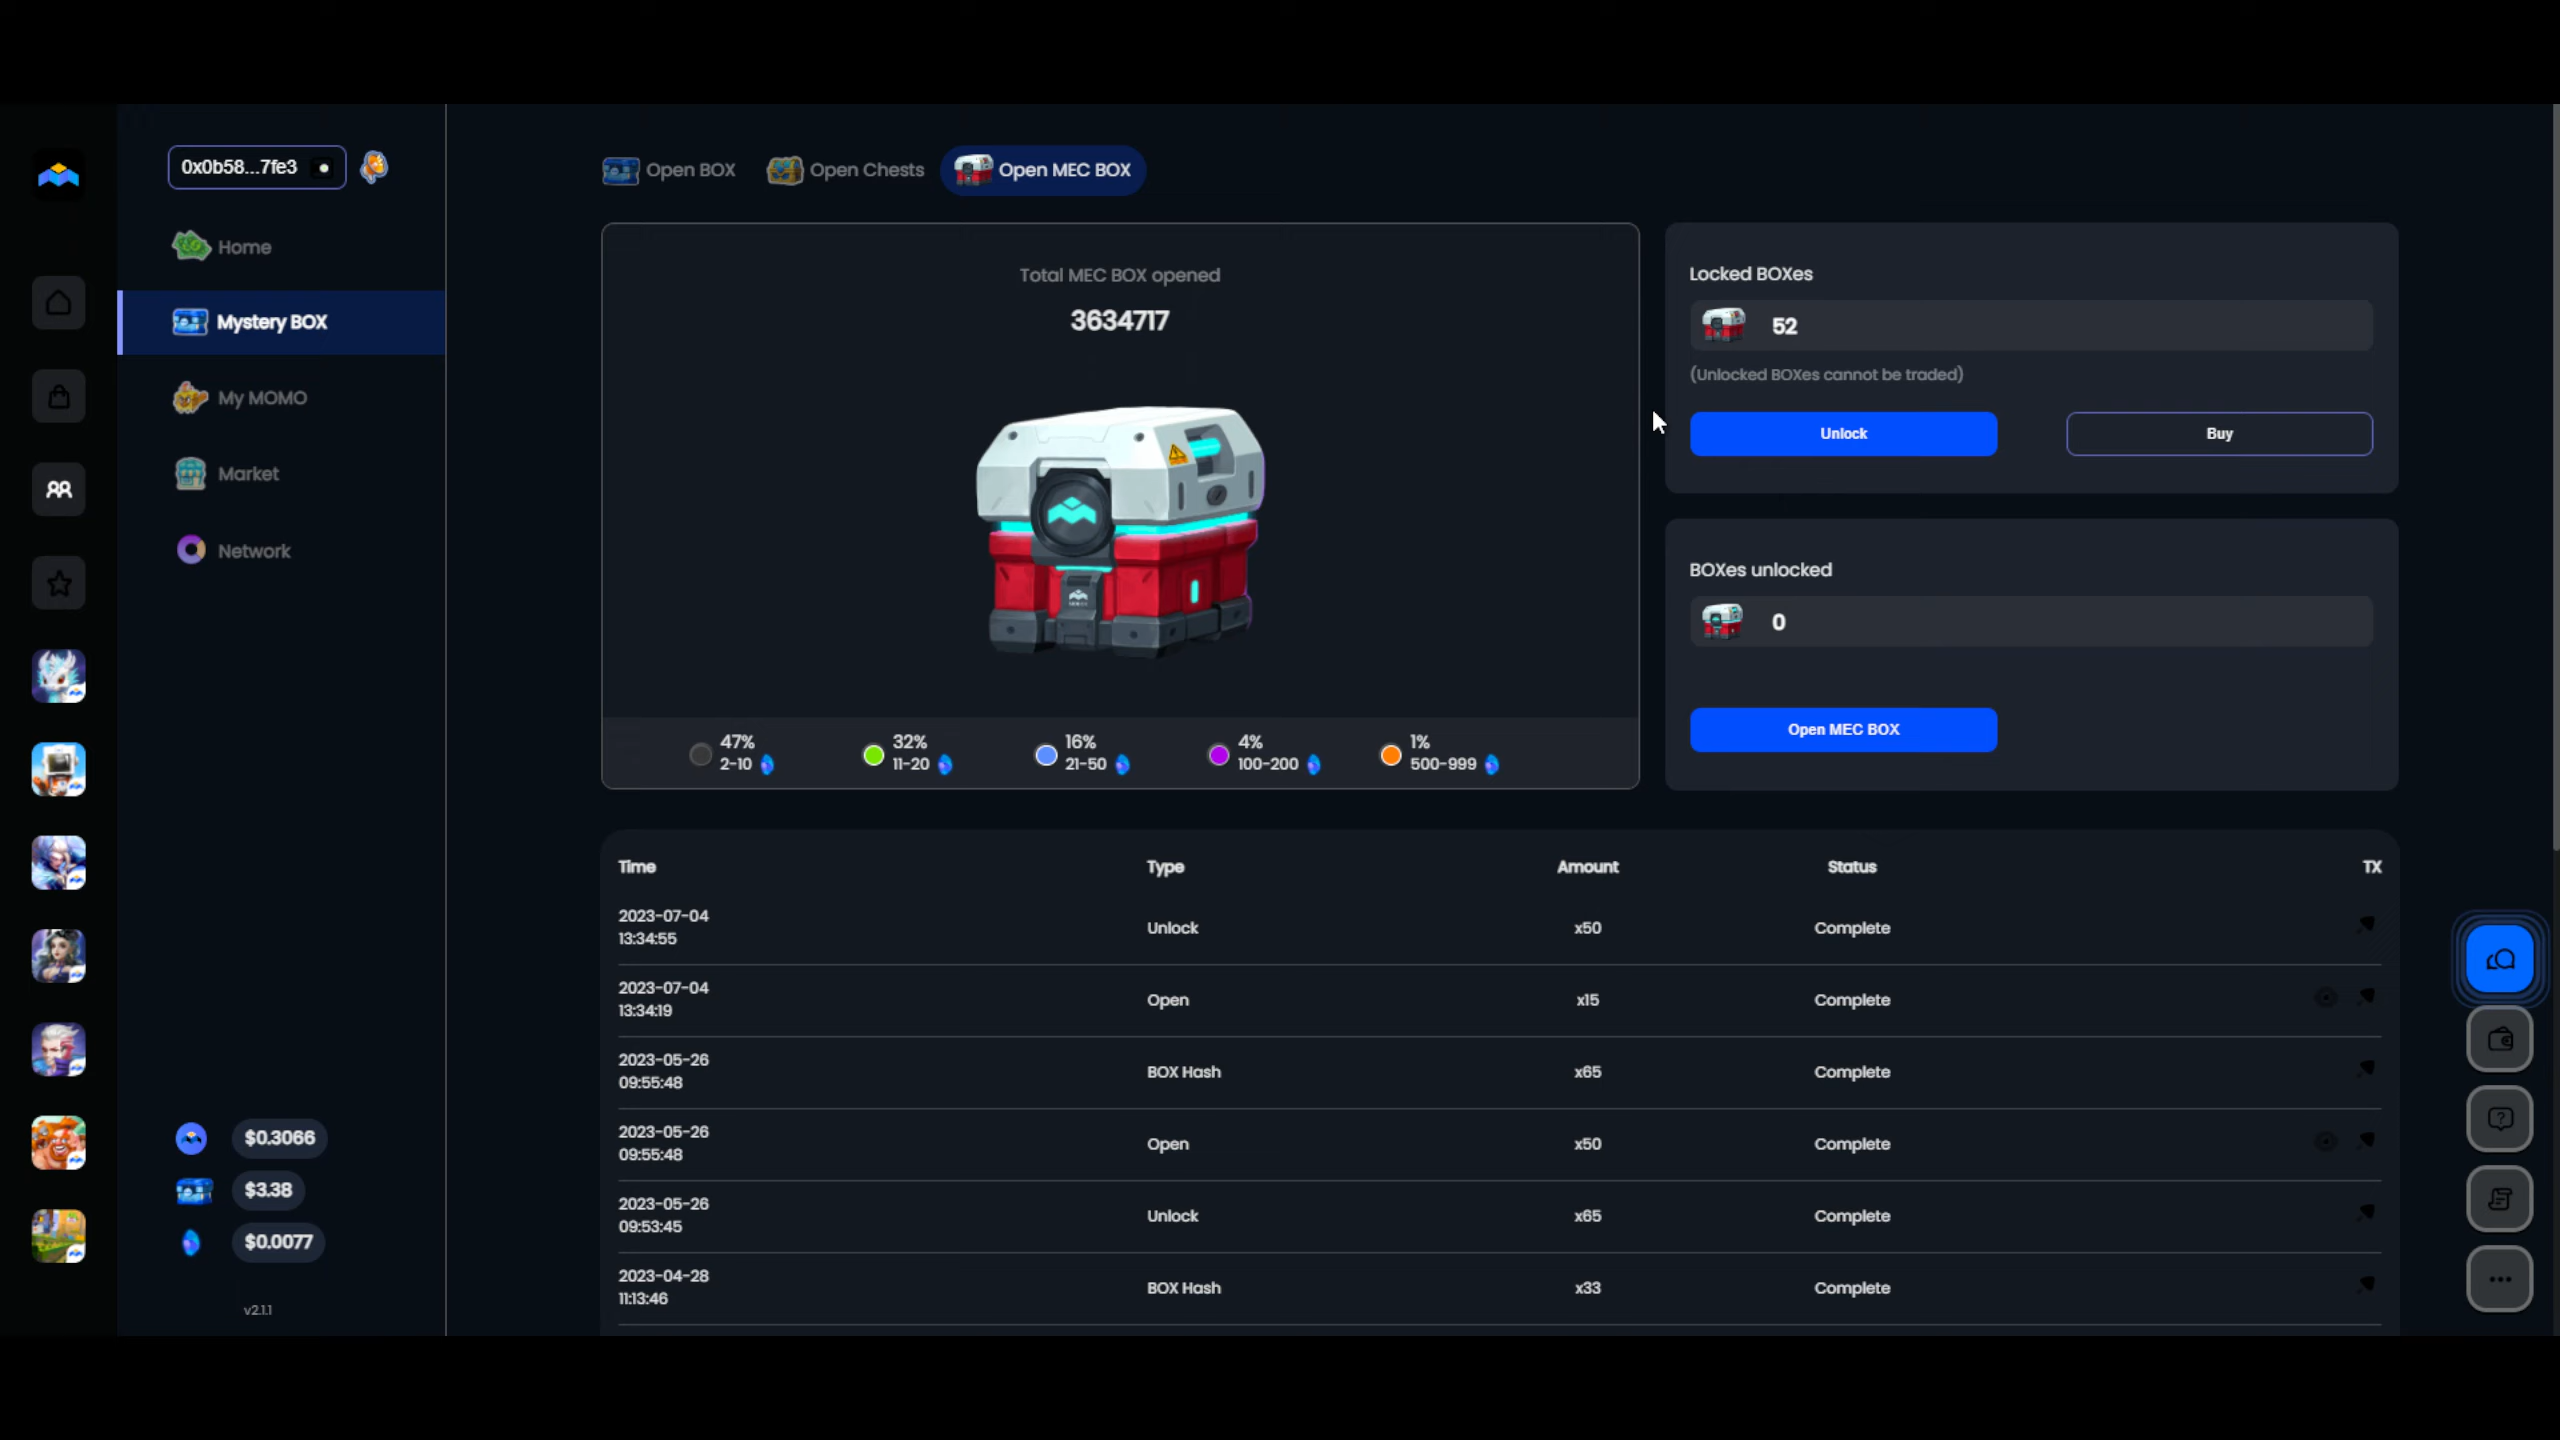 0x0b58...7fe3
Home
Mystery BOX
My MOMO
Market
Network
$0.3066
$3.38
$0.0077
v2.1.1
Open BOX
Open Chests
Open MEC BOX
Total MEC BOX opened
3634717
47%
2-10
32%
11-20
16%
21-50
4%
100-200
1%
500-999
Locked BOXes
52
(Unlocked BOXes cannot be traded)
Unlock
Buy
BOXes unlocked
0
Open MEC BOX
Time Type Amount Status TX
2023-07-04
13:34:55
Unlock x50 Complete
2023-07-04
13:34:19
Open x15 Complete
2023-05-26
09:55:48
BOX Hash x65 Complete
2023-05-26
09:55:48
Open x50 Complete
2023-05-26
09:53:45
Unlock x65 Complete
2023-04-28
11:13:46
BOX Hash x33 Complete